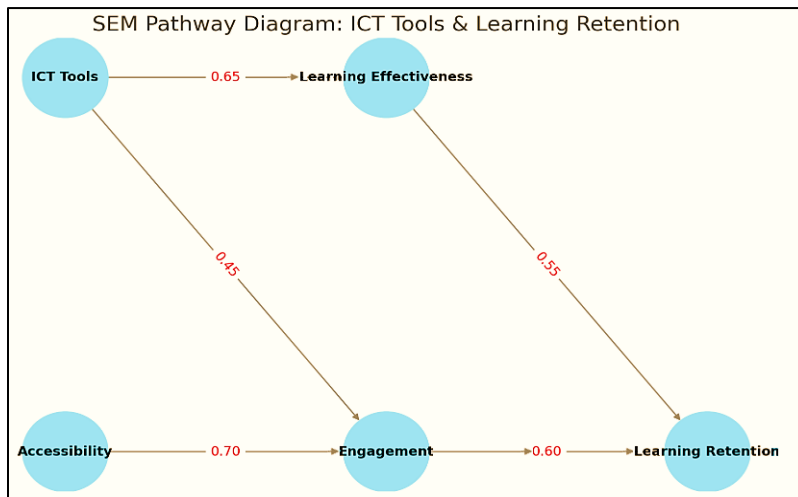 SEM Pathway Diagram: ICT Tools & Learning Retention
ICT Tools
0.65
Learning Effectiveness
0.45
0.55
Accessibility
0.70
Engagement
0.60
Learning Retention